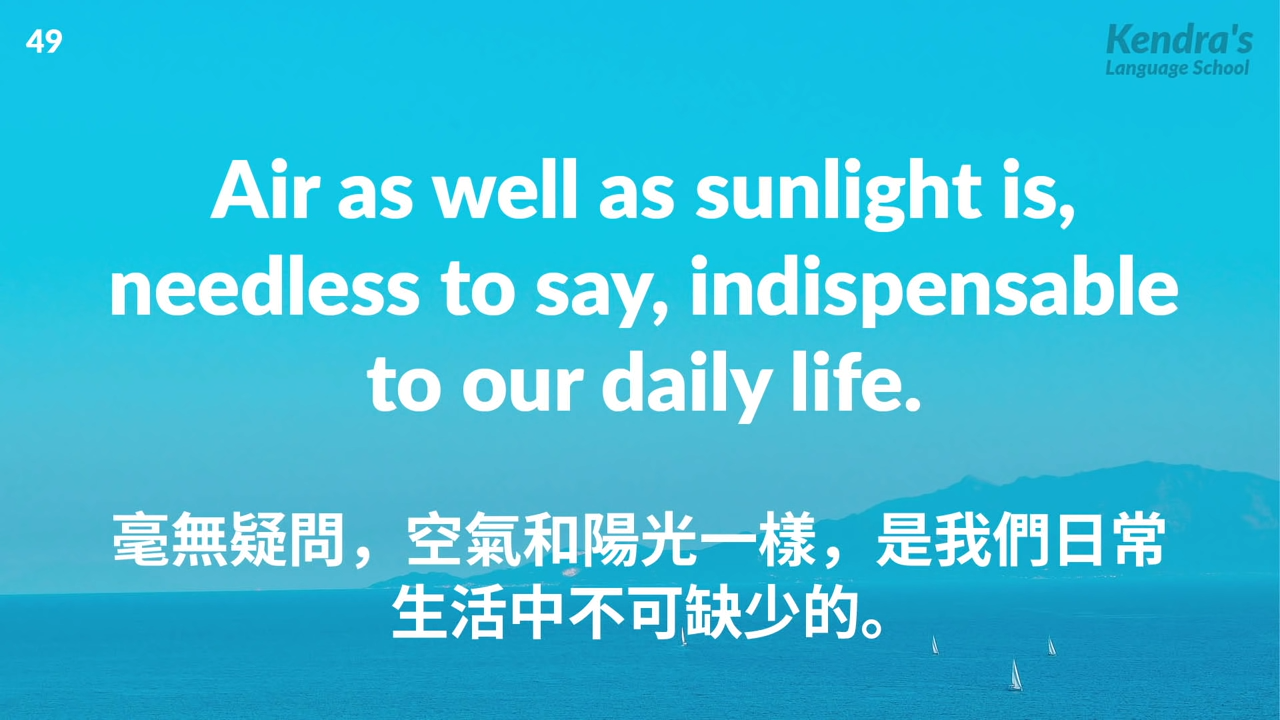 49
Kendra's
Language School
Air as well as sunlight is,
needless to say, indispensable
to our daily life.
毫無疑問，空氣和陽光一樣，是我們日常
生活中不可缺少的。